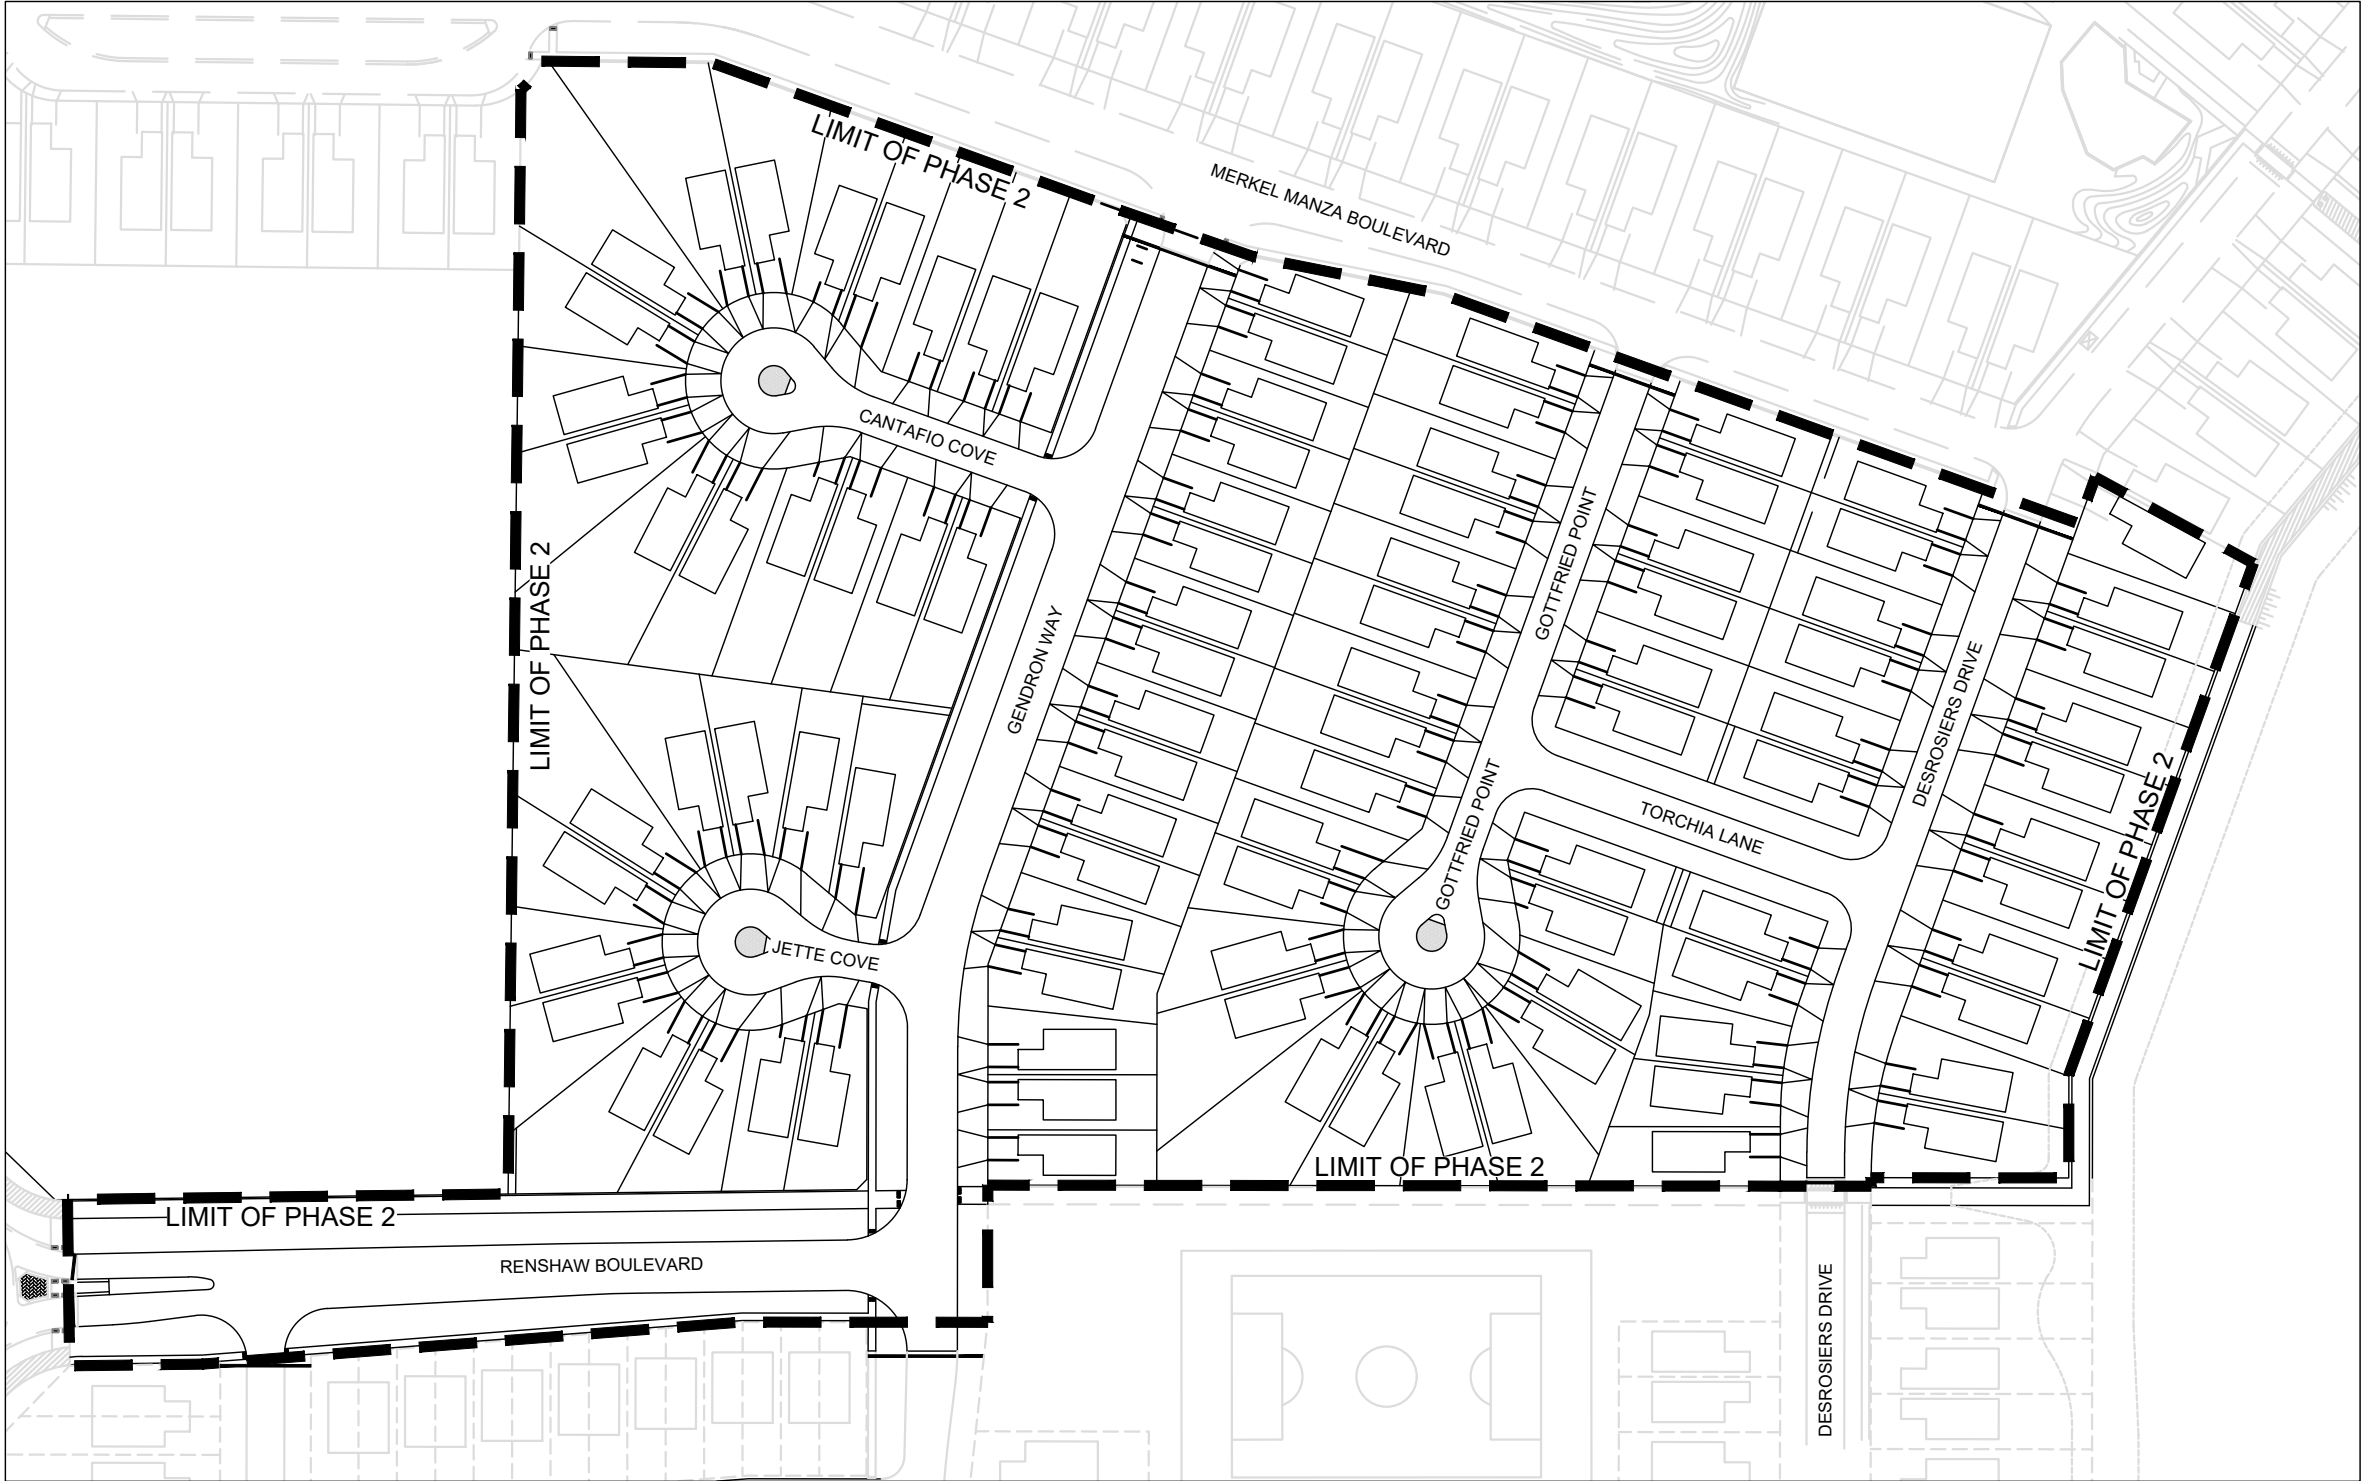 LIMIT OF PHASE 2
MERKEL MANZA BOULEVARD
CANTAFIO COVE
GOTTFRIED POINT
LIMIT OF PHASE 2
GENDRON WAY
DESROSIERS DRIVE
GOTTFRIED POINT
TORCHIA LANE
LIMIT OF PHASE 2
JETTE COVE
LIMIT OF PHASE 2
LIMIT OF PHASE 2
RENSHAW BOULEVARD
DESROSIERS DRIVE